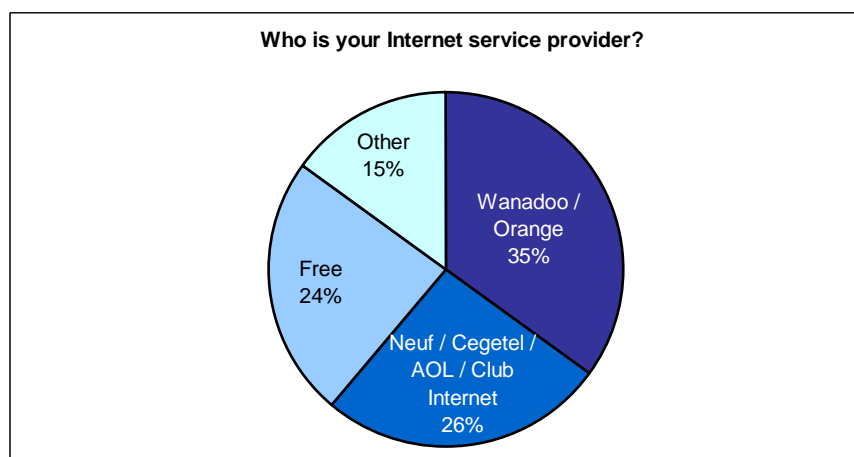 Who is your Internet service provider?
Other
15%
Wanadoo /
Orange
35%
Free
24%
Neuf / Cegetel /
AOL / Club
Internet
26%